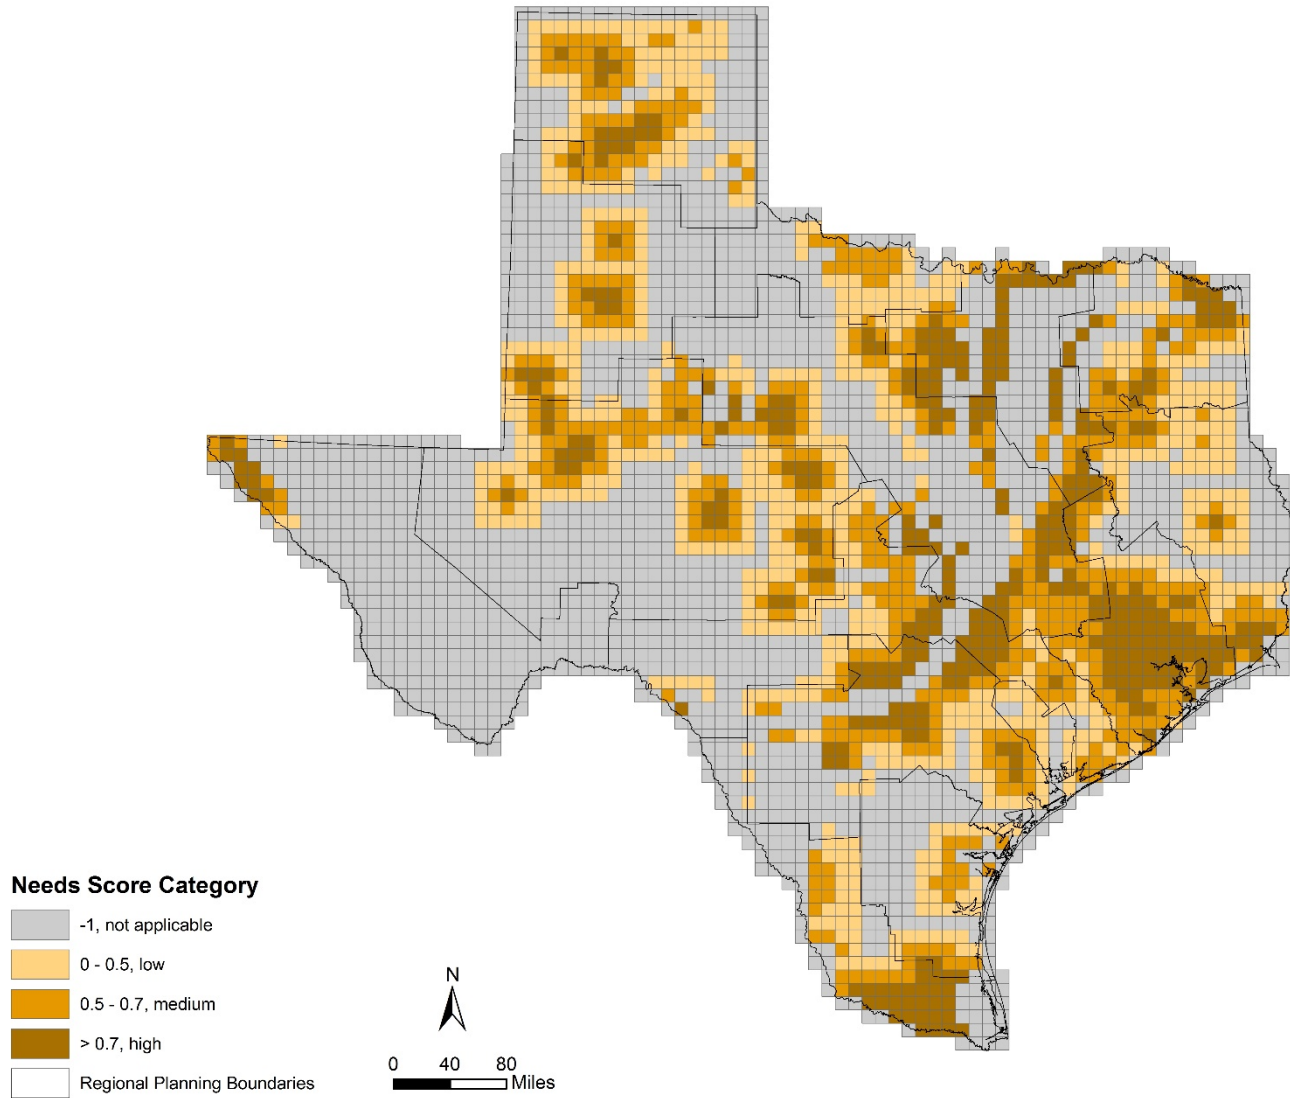 Needs Score Category
-1, not applicable
0 - 0.5, low
0.5 - 0.7, medium
> 0.7, high
Regional Planning Boundaries
N
0 40 80
Miles